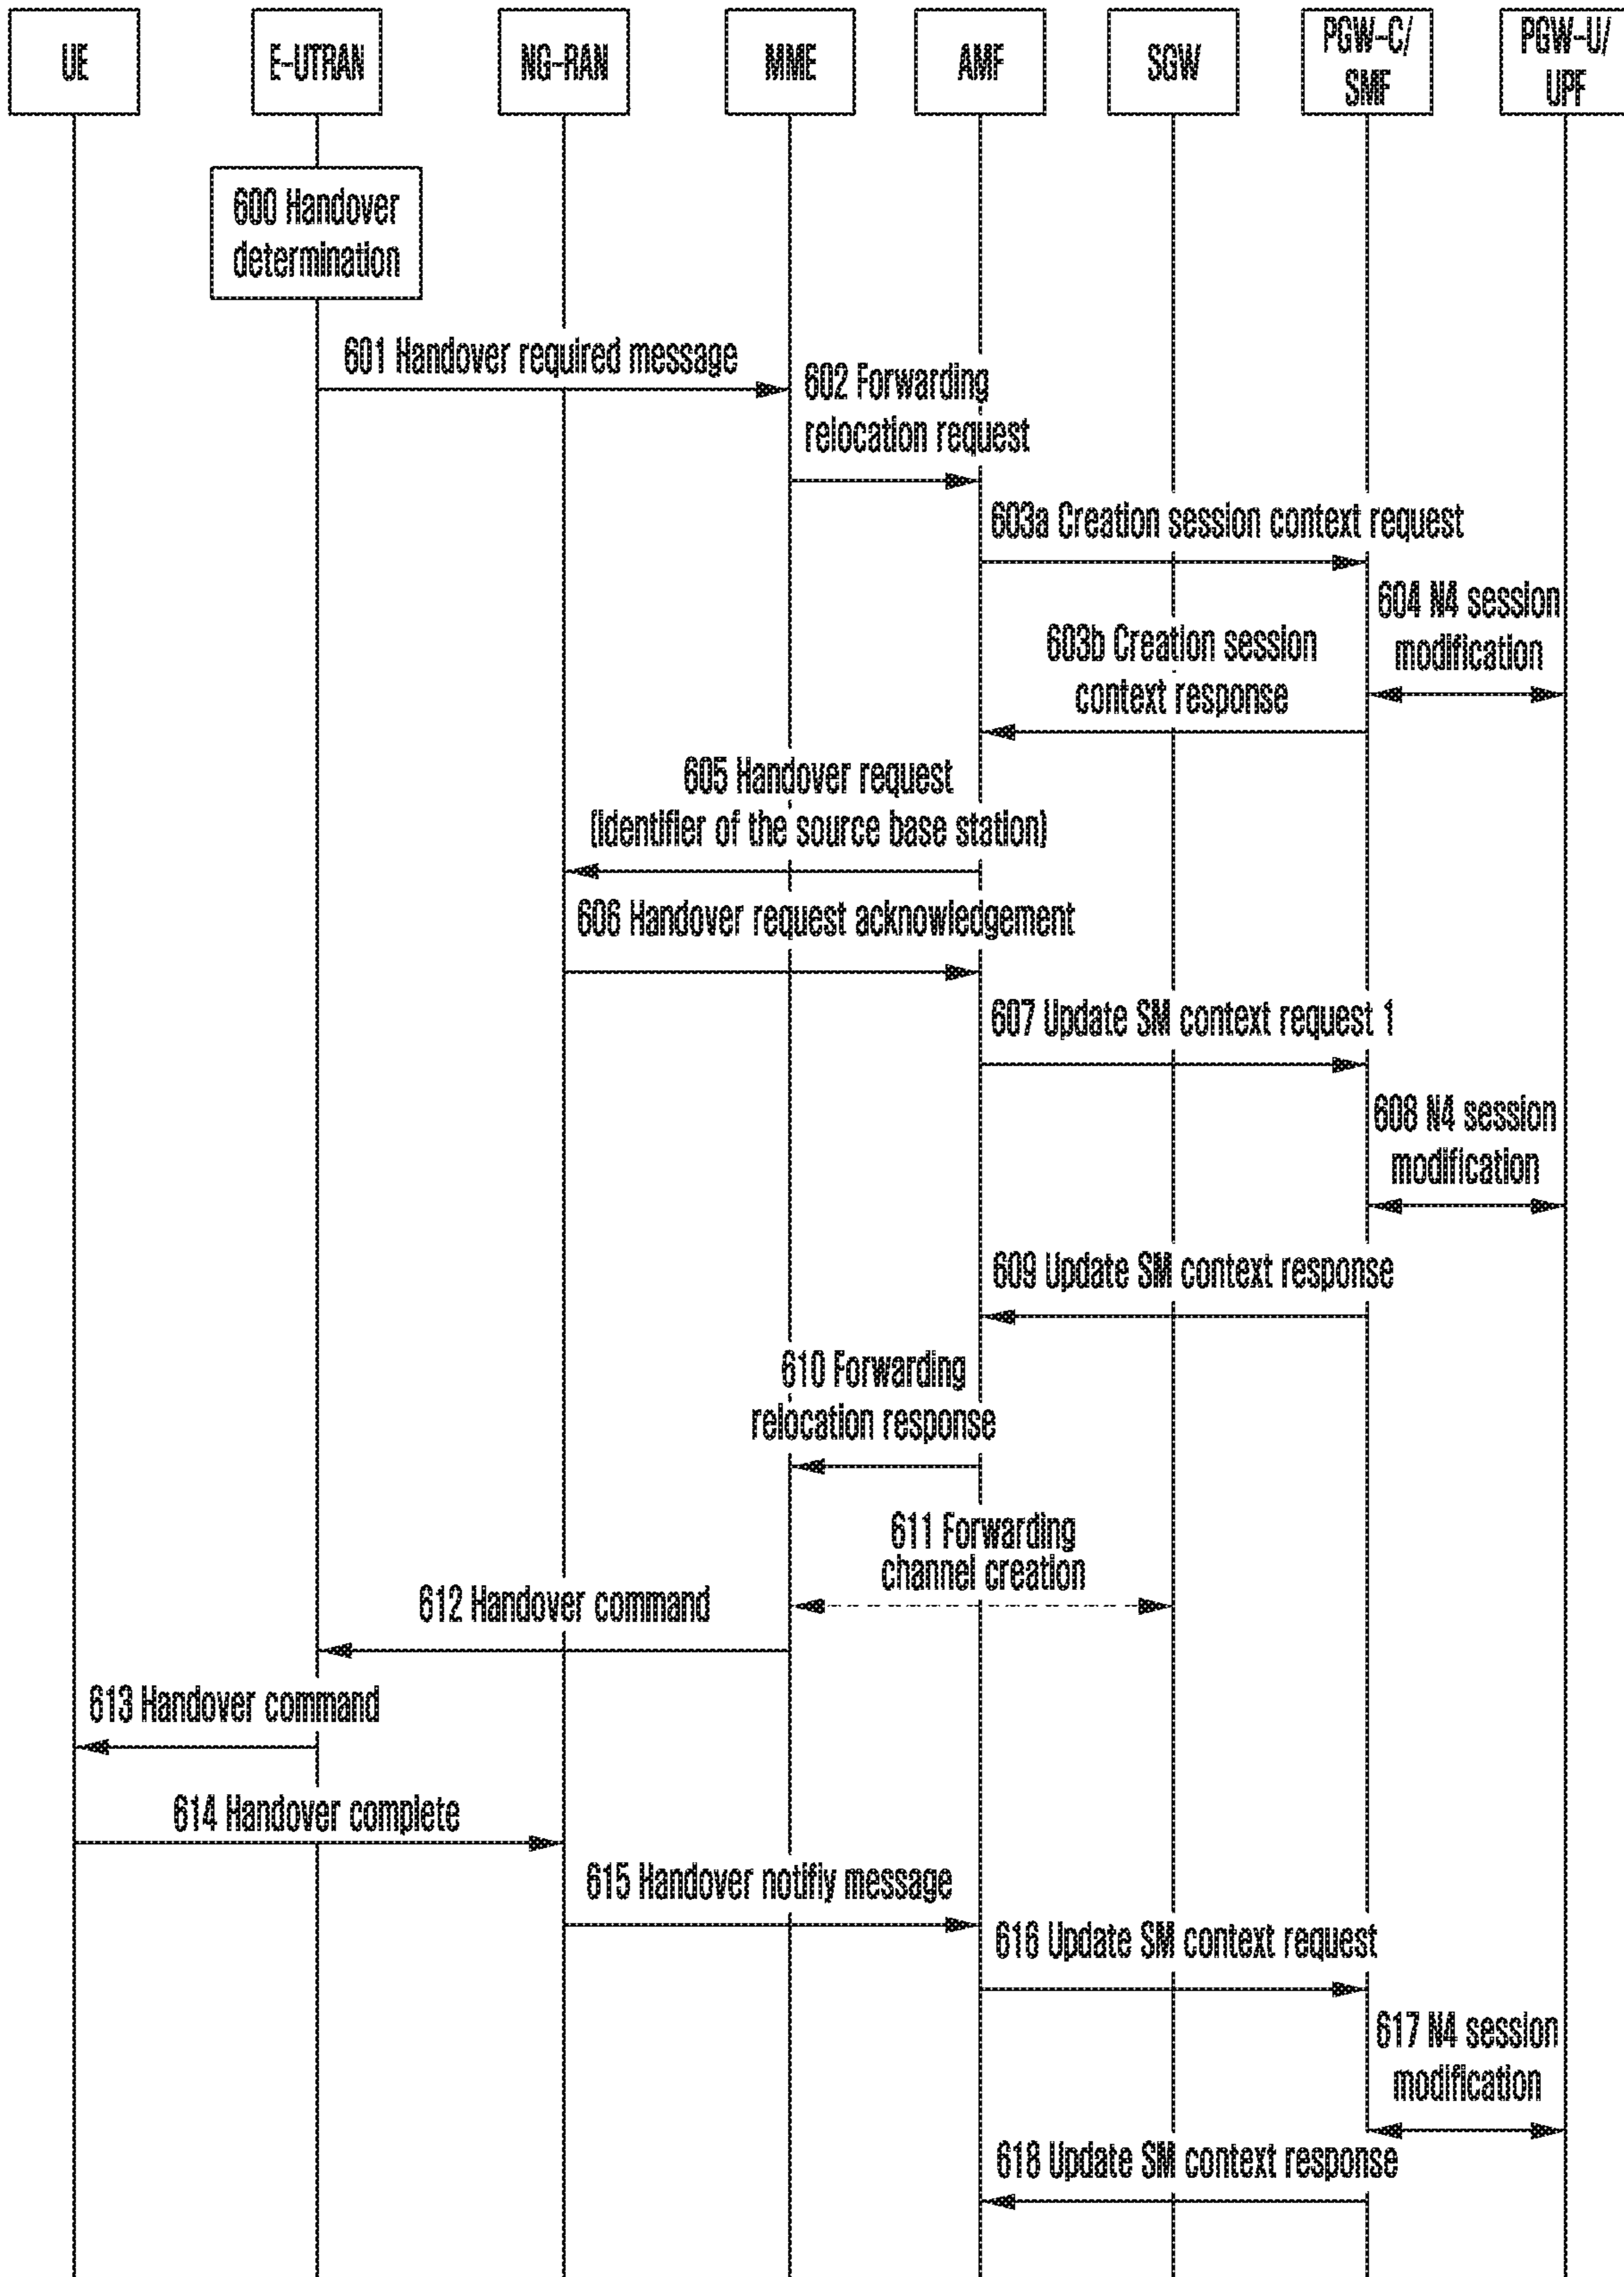 UE
E-UTRAN
NG-RAN
MME
AMF
SGW
PGW-C/
SMF
PGW-U/
UPF
600 Handover
determination
601 Handover required message
602 Forwarding
relocation request
603a Creation session context request
604 N4 session
modification
603b Creation session
context response
605 Handover request
(identifier of the source base station)
606 Handover request acknowledgement
607 Update SM context request 1
608 N4 session
modification
609 Update SM context response
610 Forwarding
relocation response
611 Forwarding
channel creation
612 Handover command
613 Handover command
614 Handover complete
615 Handover notifiy message
616 Update SM context request
617 N4 session
modification
618 Update SM context response